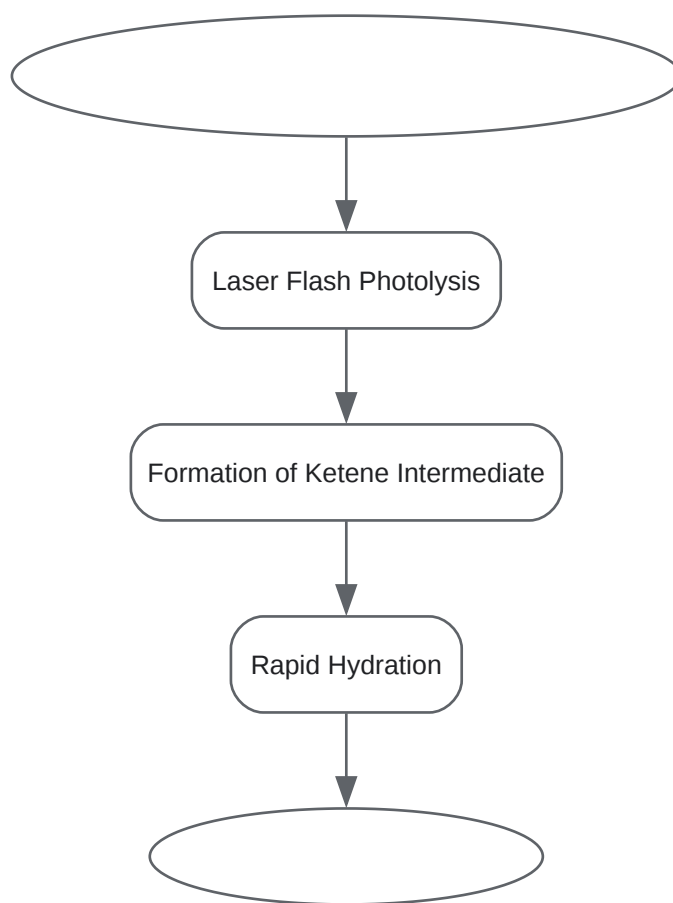 Laser Flash Photolysis
Formation of Ketene Intermediate
Rapid Hydration